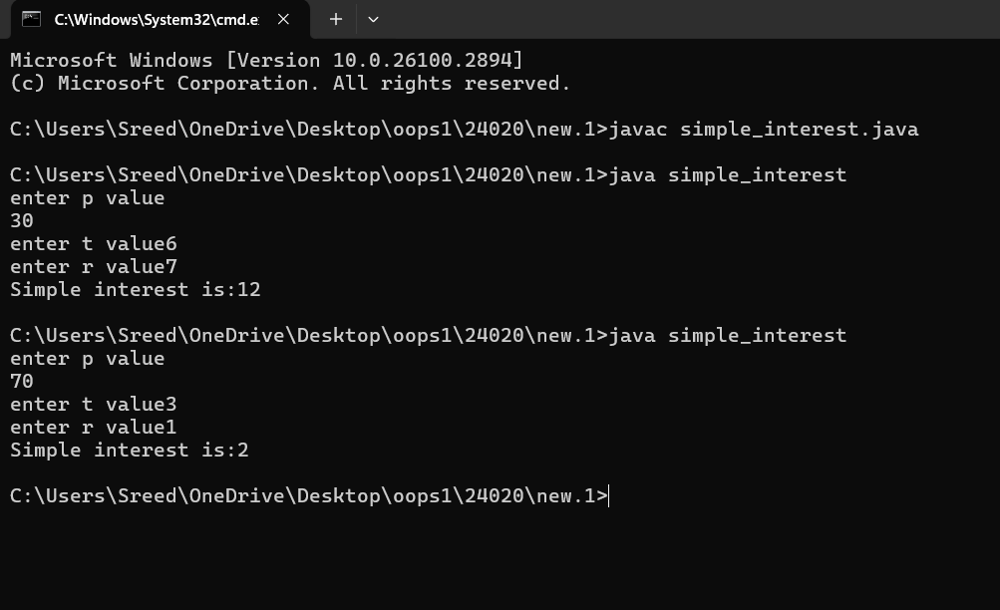 C:\Windows\System32\cmd.e
Microsoft Windows [Version 10.0.26100.2894]
(c) Microsoft Corporation. All rights reserved.
C:\Users\Sreed\OneDrive\Desktop\oops1\24020\new.1>javac simple_interest.java
C:\Users\Sreed\OneDrive\Desktop\oops1\24020\new.1>java simple_interest
enter p value
30
enter t value6
enter r value7
Simple interest is:12
C:\Users\Sreed\OneDrive\Desktop\oops1\24020\new.1>java simple_interest
enter p value
70
enter t value3
enter r value1
Simple interest is:2
C:\Users\Sreed\OneDrive\Desktop\oops1\24020\new.1>